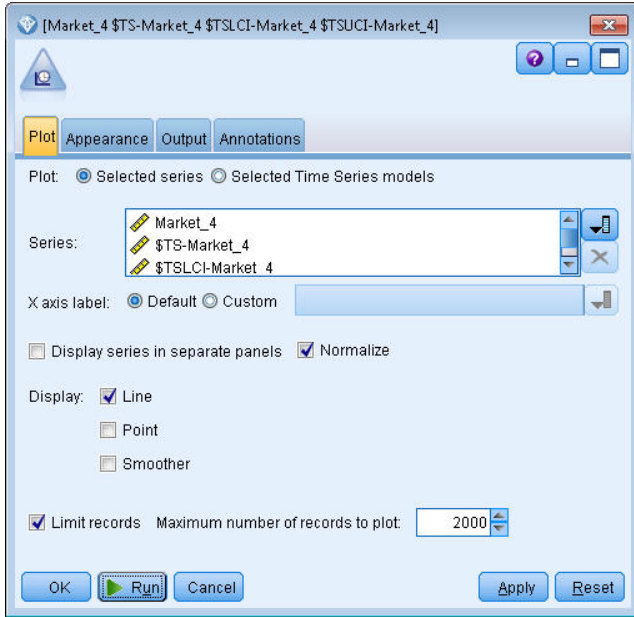 [Market_4 $TS-Market_4 $TSLCI-Market_4 $TSUCI-Market_4]
Plot Appearance Output Annotations
Plot: Selected series Selected Time Series models
Series:
Market_4
$TS-Market_4
$TSLCI-Market_4
X axis label: Default Custom
Display series in separate panels Normalize
Display: Line
Point
Smoother
Limit records Maximum number of records to plot: 2000
OK Run Cancel Apply Reset